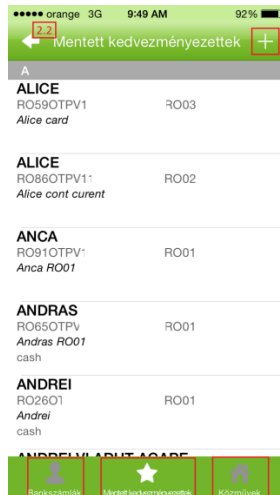 orange 3G 9:49 AM 92%
2.2
Mentett kedvezményezettek
A
ALICE
RO59OTPV1 RO03
Alice card
ALICE
RO86OTPV11 RO02
Alice cont curent
ANCA
RO91OTPV1 RO01
Anca RO01
ANDRAS
RO65OTPV RO01
Andras RO01
cash
ANDREI
RO26OT RO01
Andrei
cash
Bankszámlák Mentett kedvezményezettek Közművek